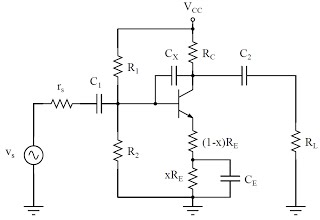 V_CC
C_X
R_C
C_2
R_1
r_s
C_1
(1-x)R_E
R_2
R_L
v_s
xR_E
C_E